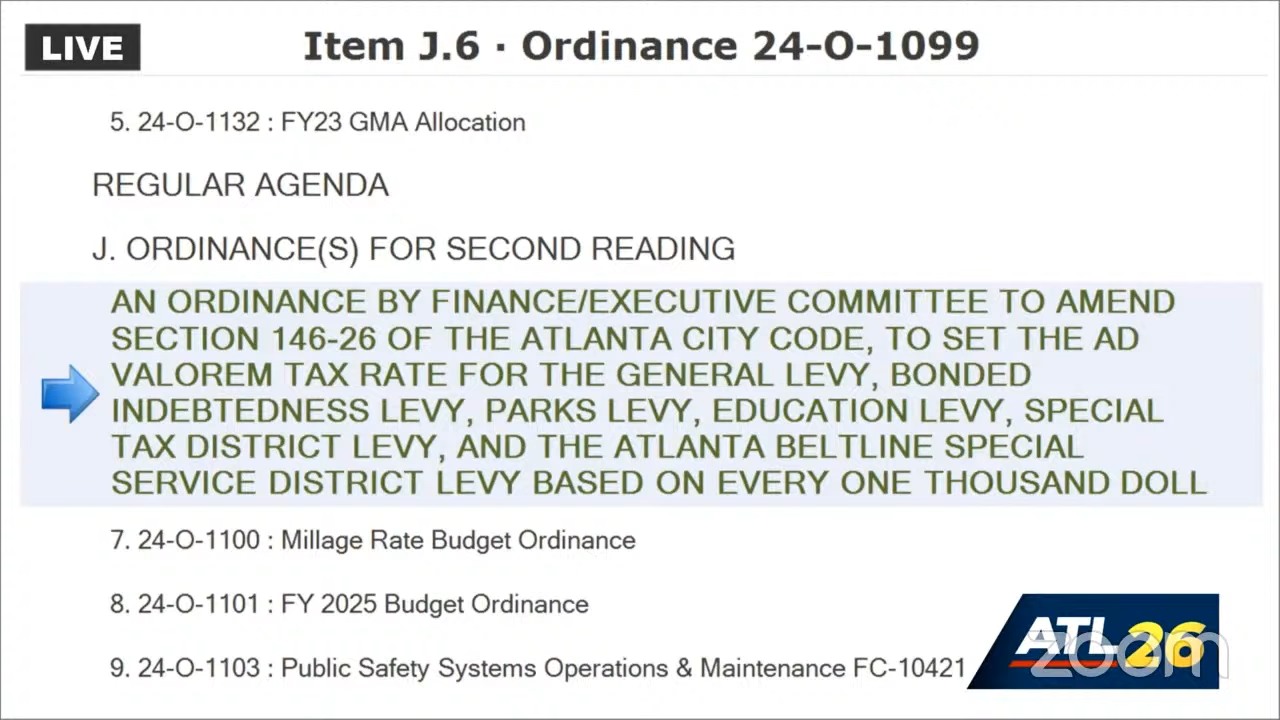 LIVE
Item J.6 · Ordinance 24-O-1099
5. 24-O-1132 : FY23 GMA Allocation
REGULAR AGENDA
J. ORDINANCE(S) FOR SECOND READING
AN ORDINANCE BY FINANCE/EXECUTIVE COMMITTEE TO AMEND
SECTION 146-26 OF THE ATLANTA CITY CODE, TO SET THE AD
VALOREM TAX RATE FOR THE GENERAL LEVY, BONDED
INDEBTEDNESS LEVY, PARKS LEVY, EDUCATION LEVY, SPECIAL
TAX DISTRICT LEVY, AND THE ATLANTA BELTLINE SPECIAL
SERVICE DISTRICT LEVY BASED ON EVERY ONE THOUSAND DOLL
7. 24-O-1100 : Millage Rate Budget Ordinance
8. 24-O-1101 : FY 2025 Budget Ordinance
9. 24-O-1103 : Public Safety Systems Operations & Maintenance FC-10421
ATL 26
zoom